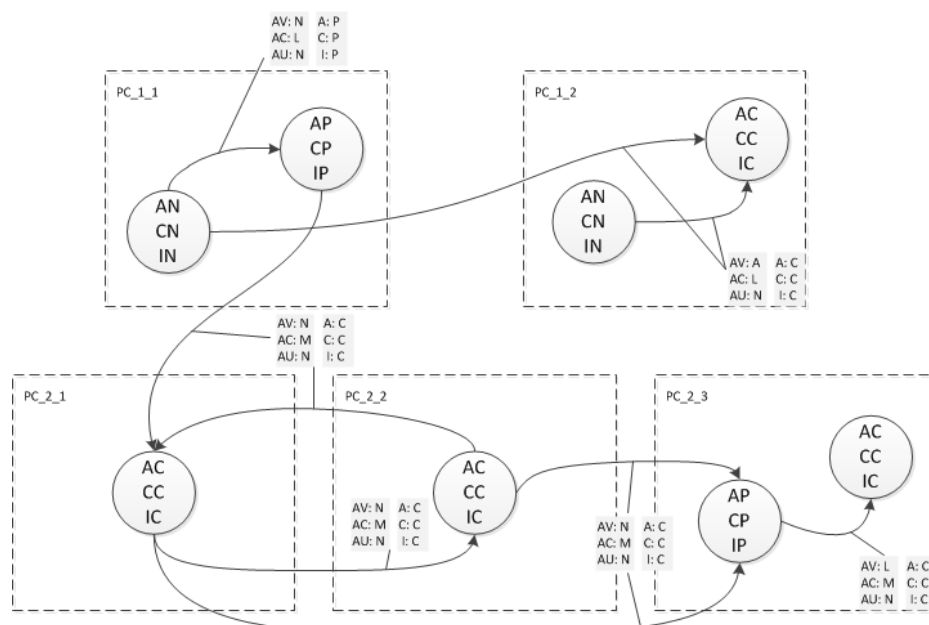 AV: N A: P
AC: L C: P
AU: N I: P
PC_1_1
AP
CP
IP
AN
CN
IN
PC_1_2
AC
CC
IC
AN
CN
IN
AV: A A: C
AC: L C: C
AU: N I: C
AV: N A: C
AC: M C: C
AU: N I: C
PC_2_1
AC
CC
IC
PC_2_2
AC
CC
IC
AV: N A: C
AC: M C: C
AU: N I: C
AV: N A: C
AC: M C: C
AU: N I: C
PC_2_3
AC
CC
IC
AP
CP
IP
AV: L A: C
AC: M C: C
AU: N I: C